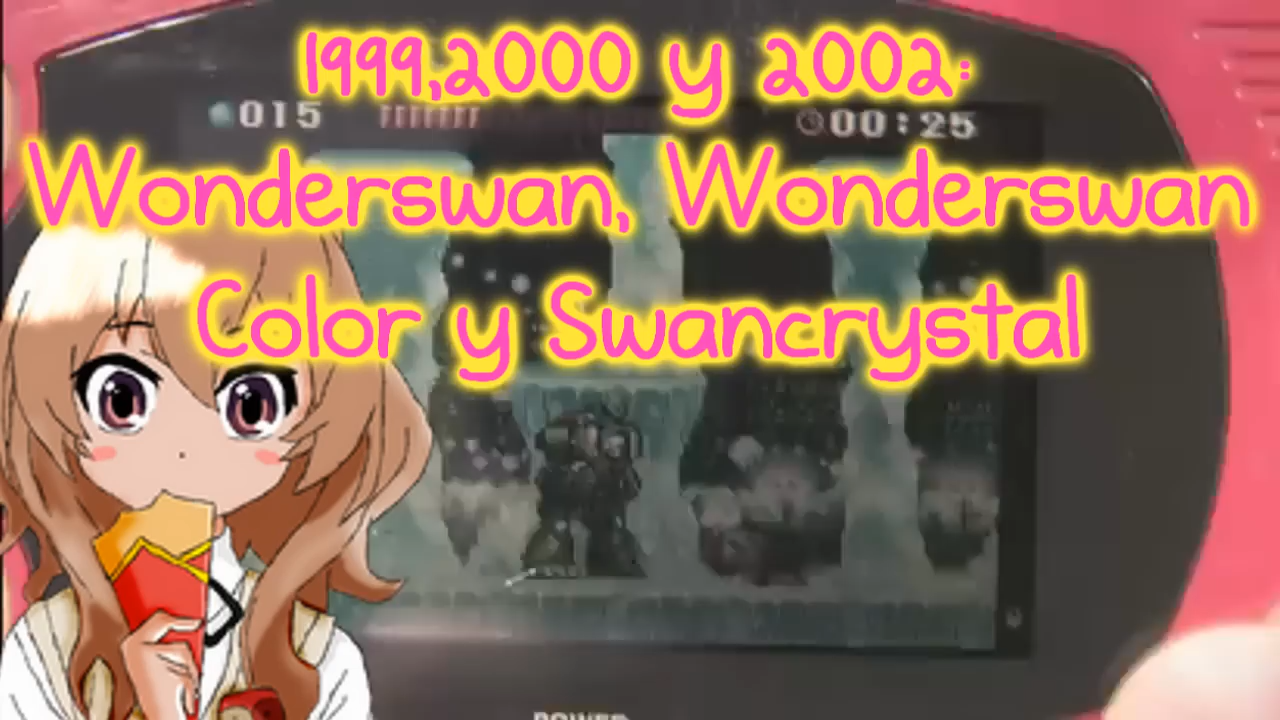 1999,2000 y 2002:
015 00:25
Wonderswan, Wonderswan
Color y Swancrystal
POWER